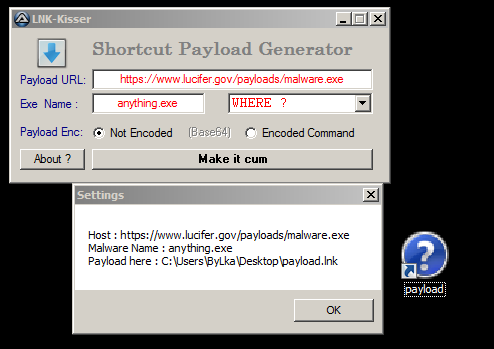 LNK-Kisser
Shortcut Payload Generator
Payload URL: https://www.lucifer.gov/payloads/malware.exe
Exe Name : anything.exe WHERE ?
Payload Enc: Not Encoded (Base64) Encoded Command
About ? Make it cum
Settings
Host : https://www.lucifer.gov/payloads/malware.exe
Malware Name : anything.exe
Payload here : C:\Users\ByLka\Desktop\payload.lnk
OK
payload